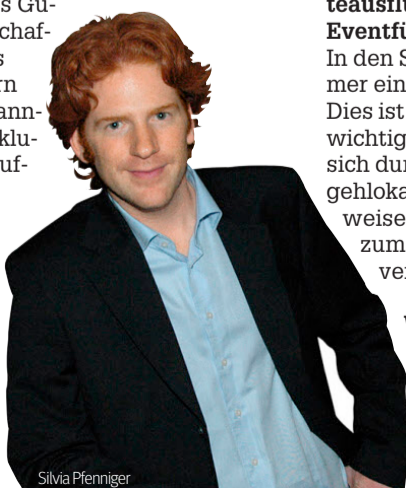 s Gu-
chaf-
s
rn
ann-
klu-
uf-
teausflü
Eventfü
In den S
mer ein
Dies ist
wichtig
sich dur
gehloka
weise
zum
ver
Silvia Pfenniger